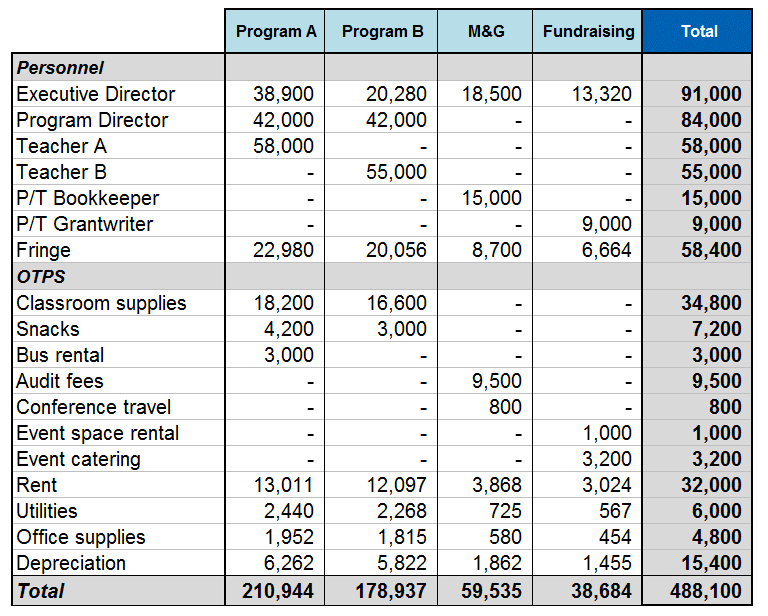 Program A Program B M&G Fundraising Total
Personnel
Executive Director 38,900 20,280 18,500 13,320 91,000
Program Director 42,000 42,000 - - 84,000
Teacher A 58,000 - - - 58,000
Teacher B - 55,000 - - 55,000
P/T Bookkeeper - - 15,000 - 15,000
P/T Grantwriter - - - 9,000 9,000
Fringe 22,980 20,056 8,700 6,664 58,400
OTPS
Classroom supplies 18,200 16,600 - - 34,800
Snacks 4,200 3,000 - - 7,200
Bus rental 3,000 - - - 3,000
Audit fees - - 9,500 - 9,500
Conference travel - - 800 - 800
Event space rental - - - 1,000 1,000
Event catering - - - 3,200 3,200
Rent 13,011 12,097 3,868 3,024 32,000
Utilities 2,440 2,268 725 567 6,000
Office supplies 1,952 1,815 580 454 4,800
Depreciation 6,262 5,822 1,862 1,455 15,400
Total 210,944 178,937 59,535 38,684 488,100